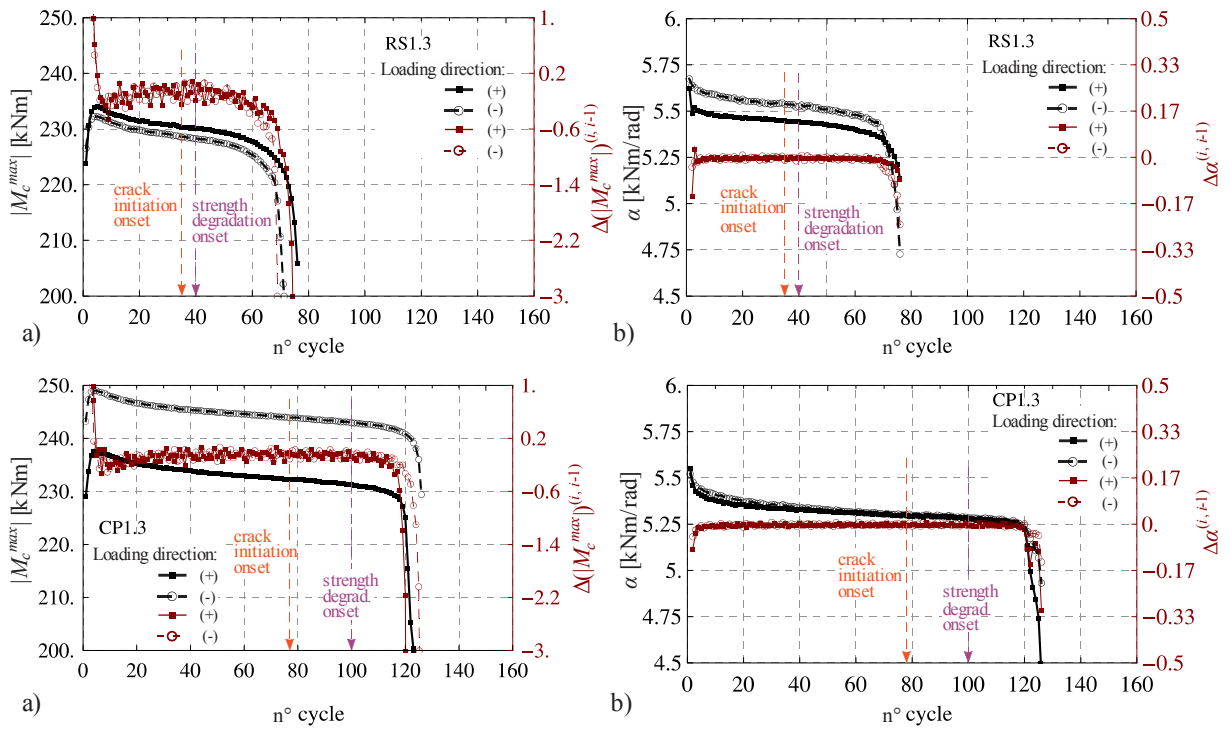 250.
240.
230.
220.
210.
200.
|M_c^max| [kNm]
RS1.3
Loading direction:
(+)
(-)
(+)
(-)
crack
initiation
onset
strength
degradation
onset
1.
0.2
−0.6
−1.4
−2.2
−3.
Δ(|M_c^max|)^(i, i-1)
0 20 40 60 80 100 120 140 160
a)
n° cycle
6.
5.75
5.5
5.25
5.
4.75
4.5
α [kNm/rad]
RS1.3
Loading direction:
(+)
(-)
(+)
(-)
crack
initiation
onset
strength
degradation
onset
0.5
0.33
0.17
0
−0.17
−0.33
−0.5
Δα^(i, i-1)
0 20 40 60 80 100 120 140 160
b)
n° cycle
250.
240.
230.
220.
210.
200.
|M_c^max| [kNm]
CP1.3
Loading direction:
(+)
(-)
(+)
(-)
crack
initiation
onset
strength
degrad.
onset
1.
0.2
−0.6
−1.4
−2.2
−3.
Δ(|M_c^max|)^(i, i-1)
0 20 40 60 80 100 120 140 160
a)
n° cycle
6.
5.75
5.5
5.25
5.
4.75
4.5
α [kNm/rad]
CP1.3
Loading direction:
(+)
(-)
(+)
(-)
crack
initiation
onset
strength
degrad.
onset
0.5
0.33
0.17
0
−0.17
−0.33
−0.5
Δα^(i, i-1)
0 20 40 60 80 100 120 140 160
b)
n° cycle